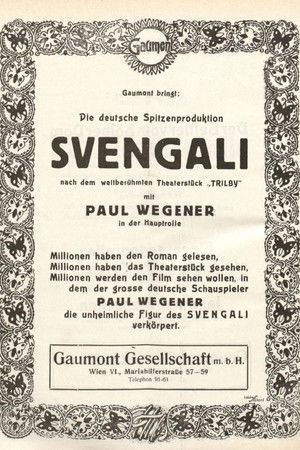 Gaumont
Gaumont bringt:
Die deutsche Spitzenproduktion
SVENGALI
nach dem weltberühmten Theaterstück „TRILBY"
mit
PAUL WEGENER
in der Hauptrolle
Millionen haben den Roman gelesen,
Millionen haben das Theaterstück gesehen,
Millionen werden den Film sehen wollen, in
dem der grosse deutsche Schauspieler
PAUL WEGENER
die unheimliche Figur des SVENGALI
verkörpert.
Gaumont Gesellschaft m. b. H.
Wien VI., Mariahilferstraße 57–59
Telephon 91-61